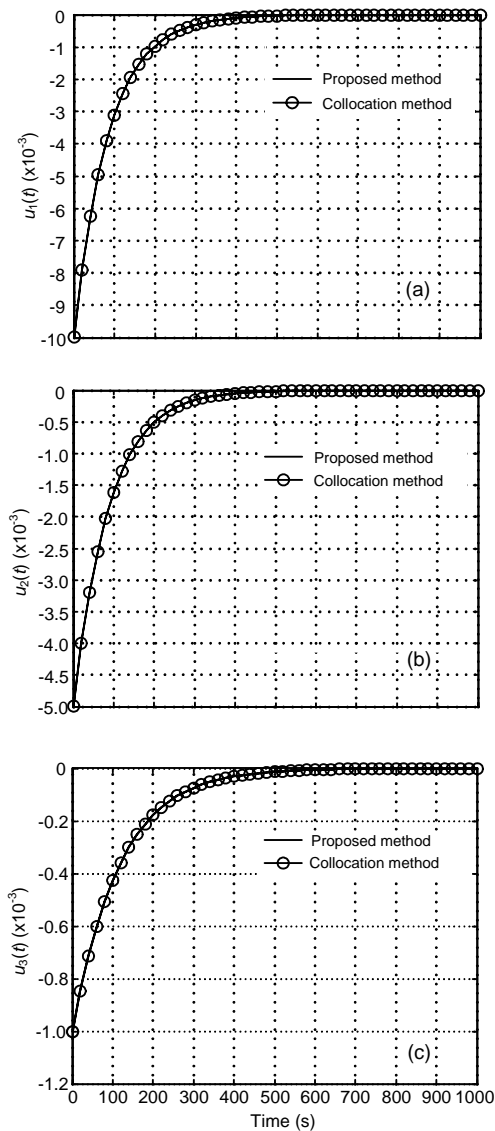 0
-1
-2
-3
-4
-5
-6
-7
-8
-9
-10
u1(t) (x10-3)
Proposed method
Collocation method
(a)
0
-0.5
-1.0
-1.5
-2.0
-2.5
-3.0
-3.5
-4.0
-4.5
-5.0
u2(t) (x10-3)
Proposed method
Collocation method
(b)
0
-0.2
-0.4
-0.6
-0.8
-1.0
-1.2
u3(t) (x10-3)
Proposed method
Collocation method
(c)
0 100 200 300 400 500 600 700 800 900 1000
Time (s)